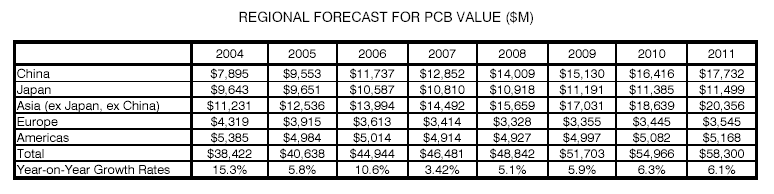 REGIONAL FORECAST FOR PCB VALUE ($M)
2004 2005 2006 2007 2008 2009 2010 2011
China $7,895 $9,553 $11,737 $12,852 $14,009 $15,130 $16,416 $17,732
Japan $9,643 $9,651 $10,587 $10,810 $10,918 $11,191 $11,385 $11,499
Asia (ex Japan, ex China) $11,231 $12,536 $13,994 $14,492 $15,659 $17,031 $18,639 $20,356
Europe $4,319 $3,915 $3,613 $3,414 $3,328 $3,355 $3,445 $3,545
Americas $5,385 $4,984 $5,014 $4,914 $4,927 $4,997 $5,082 $5,168
Total $38,422 $40,638 $44,944 $46,481 $48,842 $51,703 $54,966 $58,300
Year-on-Year Growth Rates 15.3% 5.8% 10.6% 3.42% 5.1% 5.9% 6.3% 6.1%